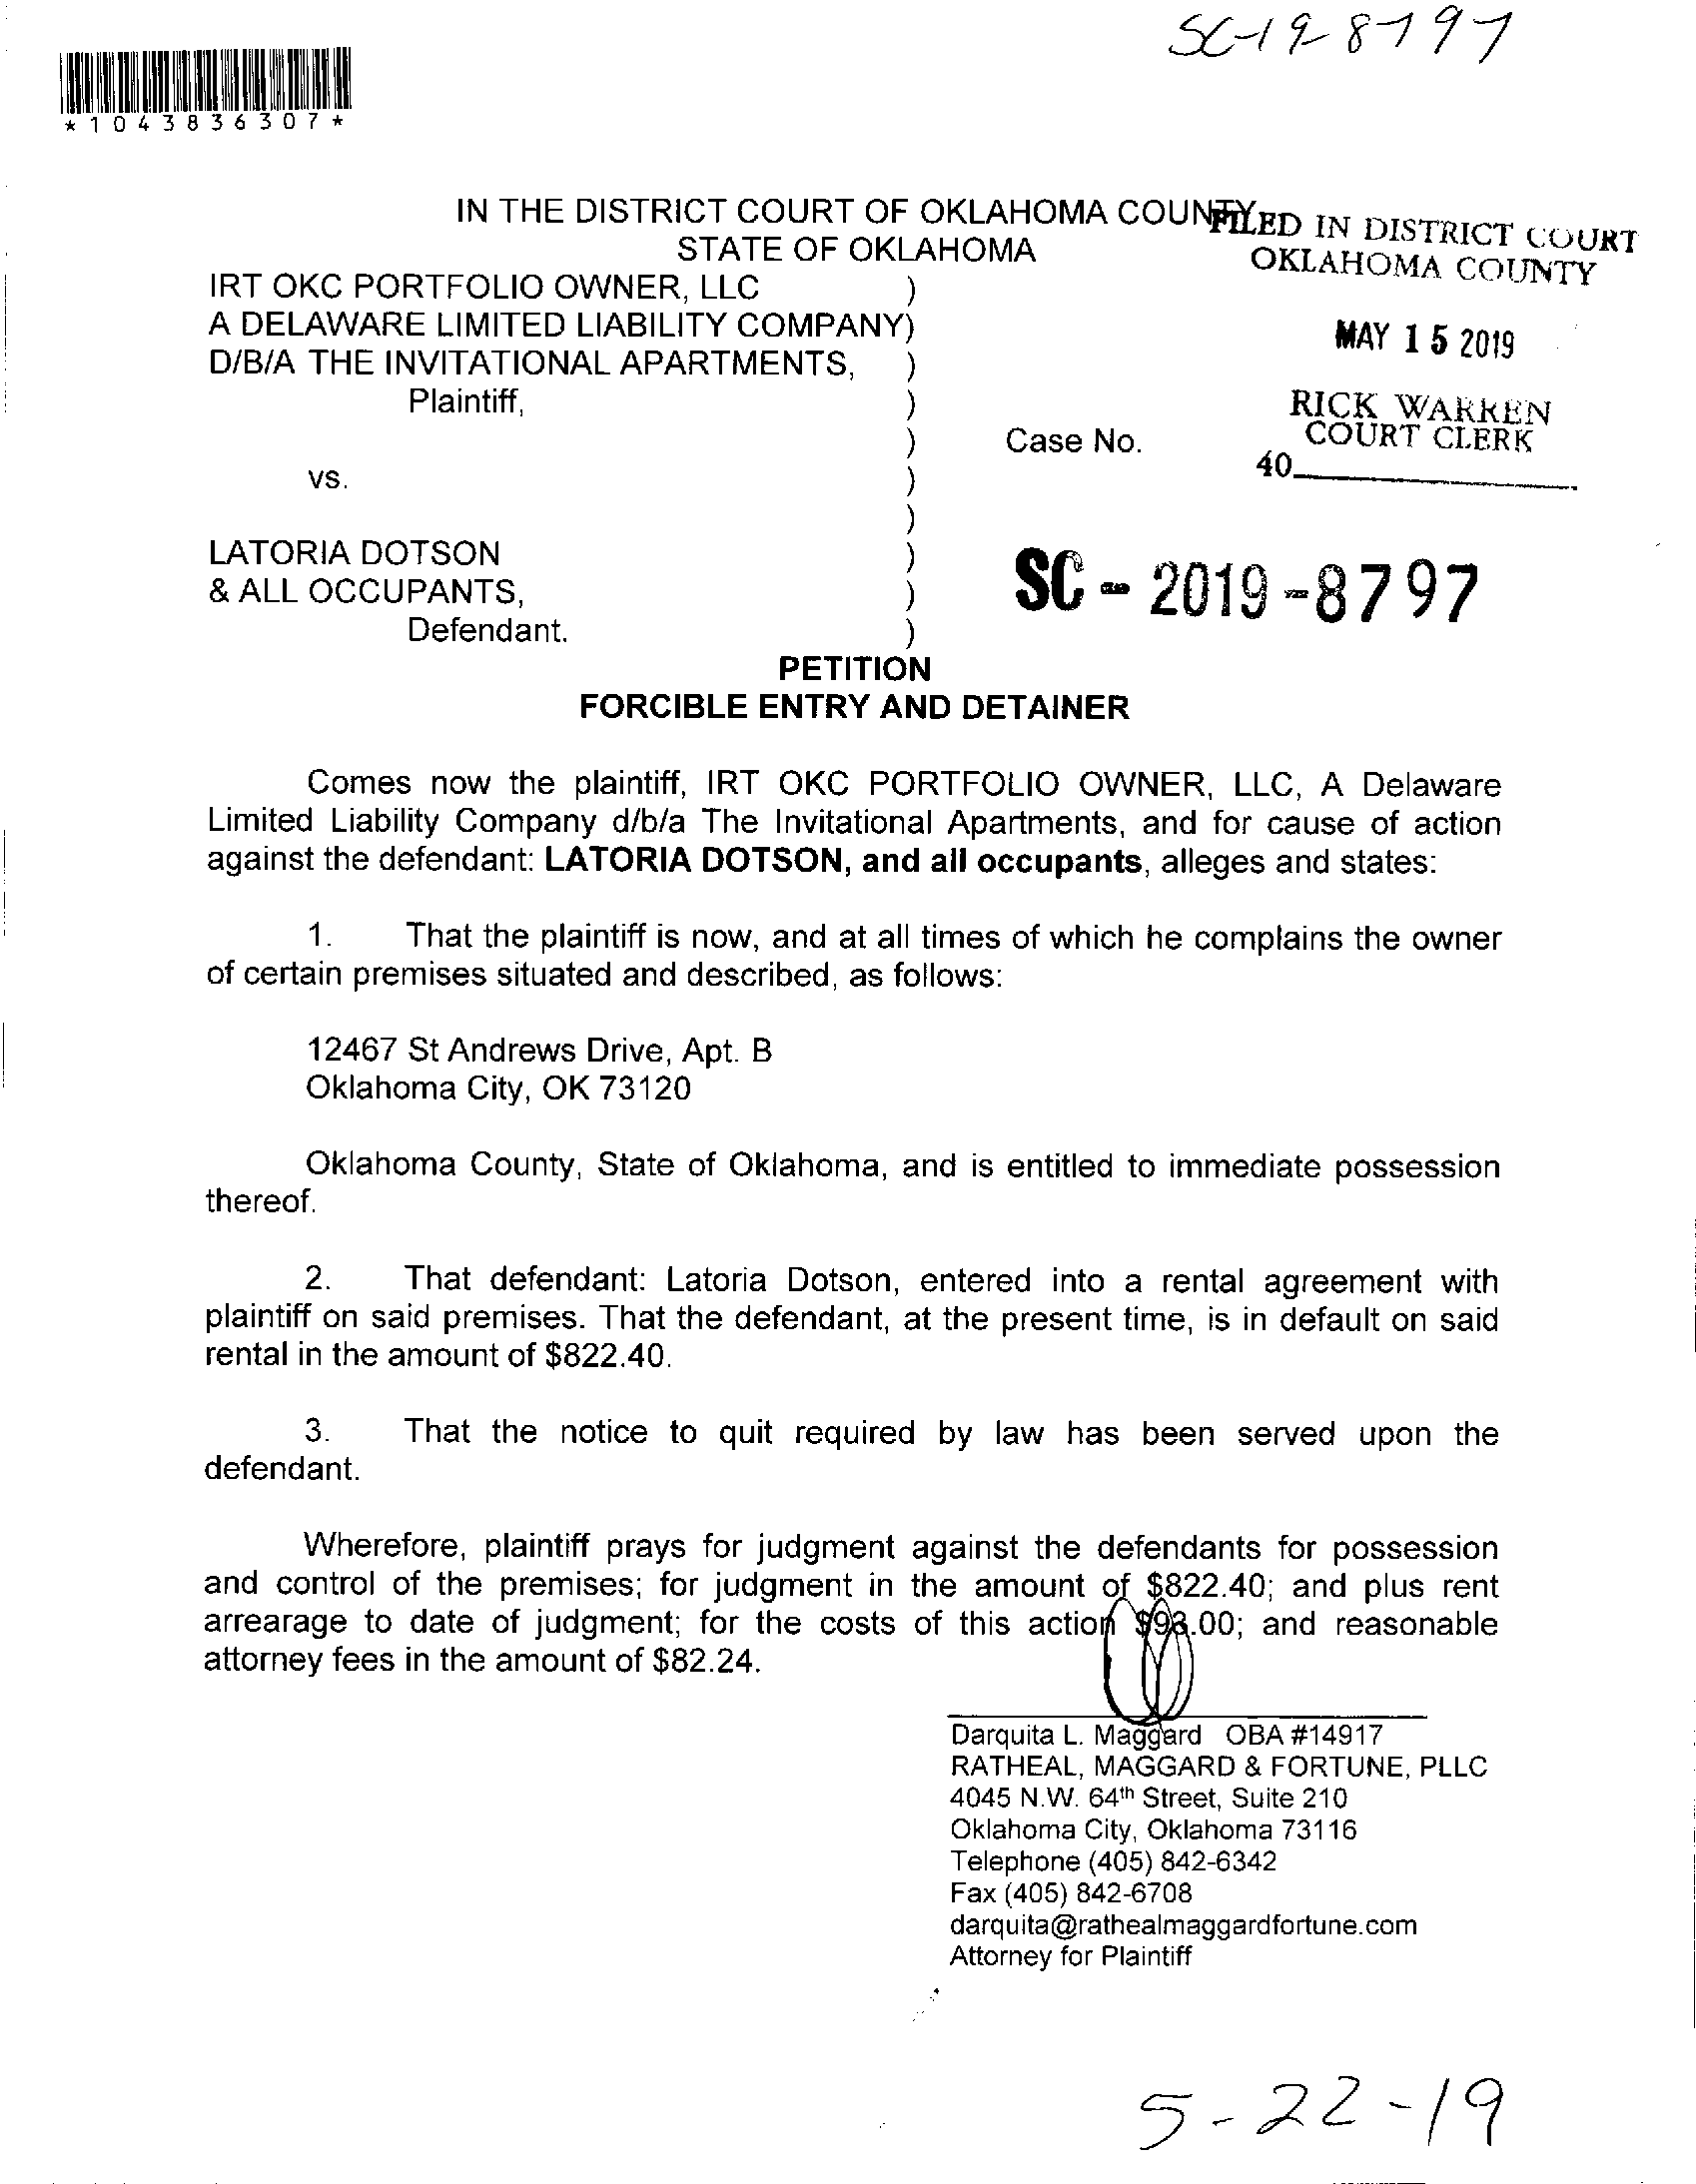 SC-19-8797
*1043836307*
IN THE DISTRICT COURT OF OKLAHOMA COUNTY
STATE OF OKLAHOMA
FILED IN DISTRICT COURT
OKLAHOMA COUNTY
MAY 15 2019
RICK WARREN
COURT CLERK
40
IRT OKC PORTFOLIO OWNER, LLC )
A DELAWARE LIMITED LIABILITY COMPANY)
D/B/A THE INVITATIONAL APARTMENTS, )
Plaintiff, )
) Case No.
vs. )
)
LATORIA DOTSON )
& ALL OCCUPANTS, )
Defendant. )
SC - 2019 - 8797
PETITION
FORCIBLE ENTRY AND DETAINER
Comes now the plaintiff, IRT OKC PORTFOLIO OWNER, LLC, A Delaware
Limited Liability Company d/b/a The Invitational Apartments, and for cause of action
against the defendant: LATORIA DOTSON, and all occupants, alleges and states:
1. That the plaintiff is now, and at all times of which he complains the owner
of certain premises situated and described, as follows:
12467 St Andrews Drive, Apt. B
Oklahoma City, OK 73120
Oklahoma County, State of Oklahoma, and is entitled to immediate possession
thereof.
2. That defendant: Latoria Dotson, entered into a rental agreement with
plaintiff on said premises. That the defendant, at the present time, is in default on said
rental in the amount of $822.40.
3. That the notice to quit required by law has been served upon the
defendant.
Wherefore, plaintiff prays for judgment against the defendants for possession
and control of the premises; for judgment in the amount of $822.40; and plus rent
arrearage to date of judgment; for the costs of this action ; and reasonable
attorney fees in the amount of $82.24.
Darquita L. Maggard OBA #14917
RATHEAL, MAGGARD & FORTUNE, PLLC
4045 N.W. 64th Street, Suite 210
Oklahoma City, Oklahoma 73116
Telephone (405) 842-6342
Fax (405) 842-6708
darquita@rathealmaggardfortune.com
Attorney for Plaintiff
5-22-19